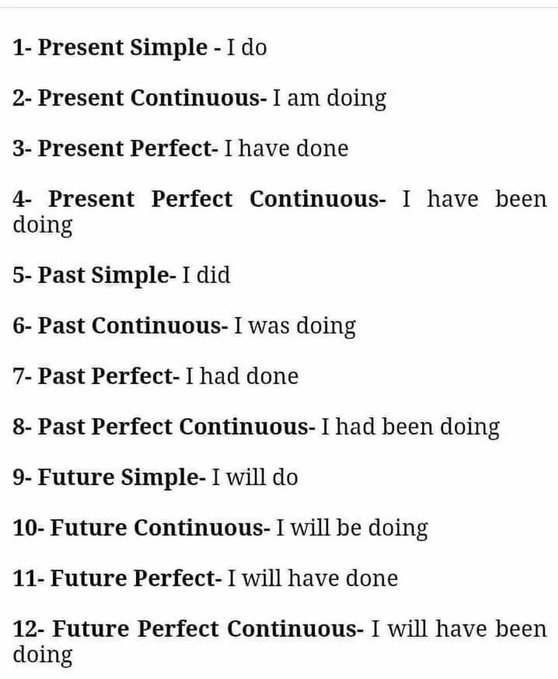 1- Present Simple - I do
2- Present Continuous- I am doing
3- Present Perfect- I have done
4- Present Perfect Continuous- I have been
doing
5- Past Simple- I did
6- Past Continuous- I was doing
7- Past Perfect- I had done
8- Past Perfect Continuous- I had been doing
9- Future Simple- I will do
10- Future Continuous- I will be doing
11- Future Perfect- I will have done
12- Future Perfect Continuous- I will have been
doing